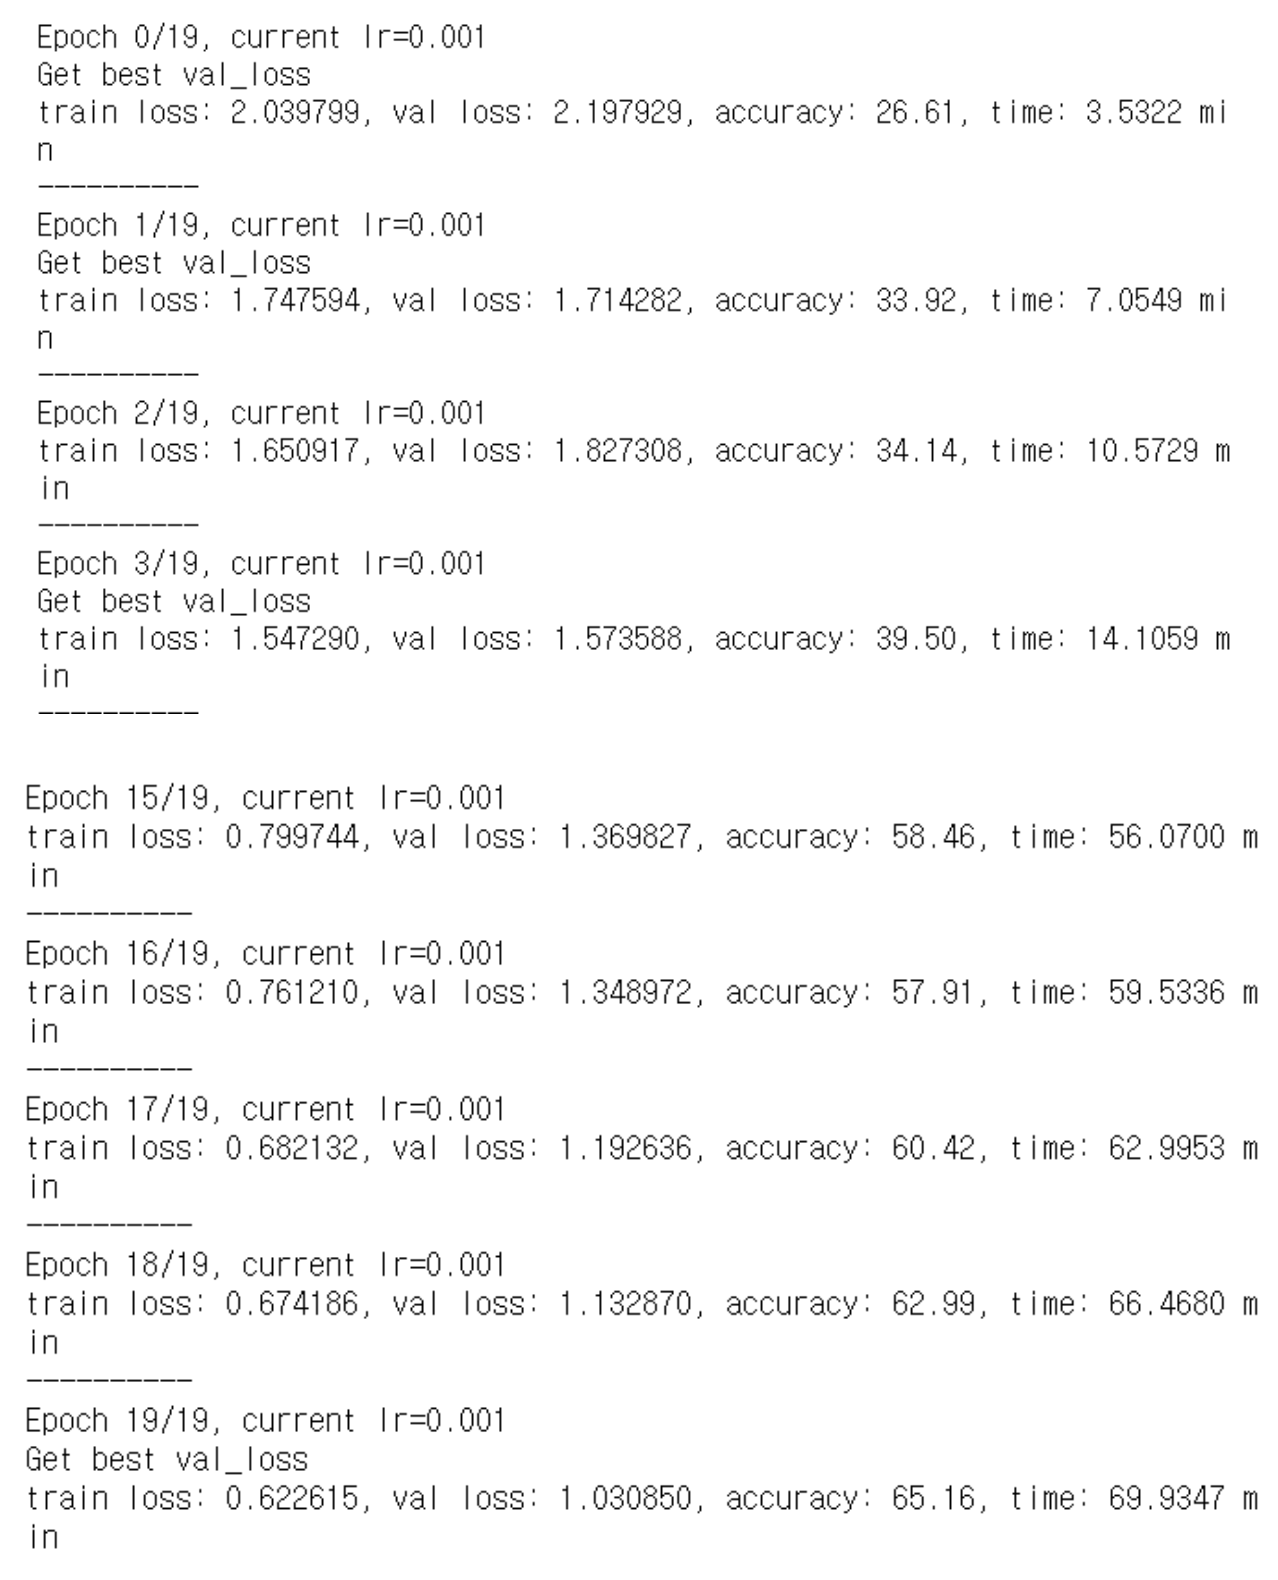 Epoch 0/19, current lr=0.001
Get best val_loss
train loss: 2.039799, val loss: 2.197929, accuracy: 26.61, time: 3.5322 mi
n
----------
Epoch 1/19, current lr=0.001
Get best val_loss
train loss: 1.747594, val loss: 1.714282, accuracy: 33.92, time: 7.0549 mi
n
----------
Epoch 2/19, current lr=0.001
train loss: 1.650917, val loss: 1.827308, accuracy: 34.14, time: 10.5729 m
in
----------
Epoch 3/19, current lr=0.001
Get best val_loss
train loss: 1.547290, val loss: 1.573588, accuracy: 39.50, time: 14.1059 m
in
----------
Epoch 15/19, current lr=0.001
train loss: 0.799744, val loss: 1.369827, accuracy: 58.46, time: 56.0700 m
in
----------
Epoch 16/19, current lr=0.001
train loss: 0.761210, val loss: 1.348972, accuracy: 57.91, time: 59.5336 m
in
----------
Epoch 17/19, current lr=0.001
train loss: 0.682132, val loss: 1.192636, accuracy: 60.42, time: 62.9953 m
in
----------
Epoch 18/19, current lr=0.001
train loss: 0.674186, val loss: 1.132870, accuracy: 62.99, time: 66.4680 m
in
----------
Epoch 19/19, current lr=0.001
Get best val_loss
train loss: 0.622615, val loss: 1.030850, accuracy: 65.16, time: 69.9347 m
in